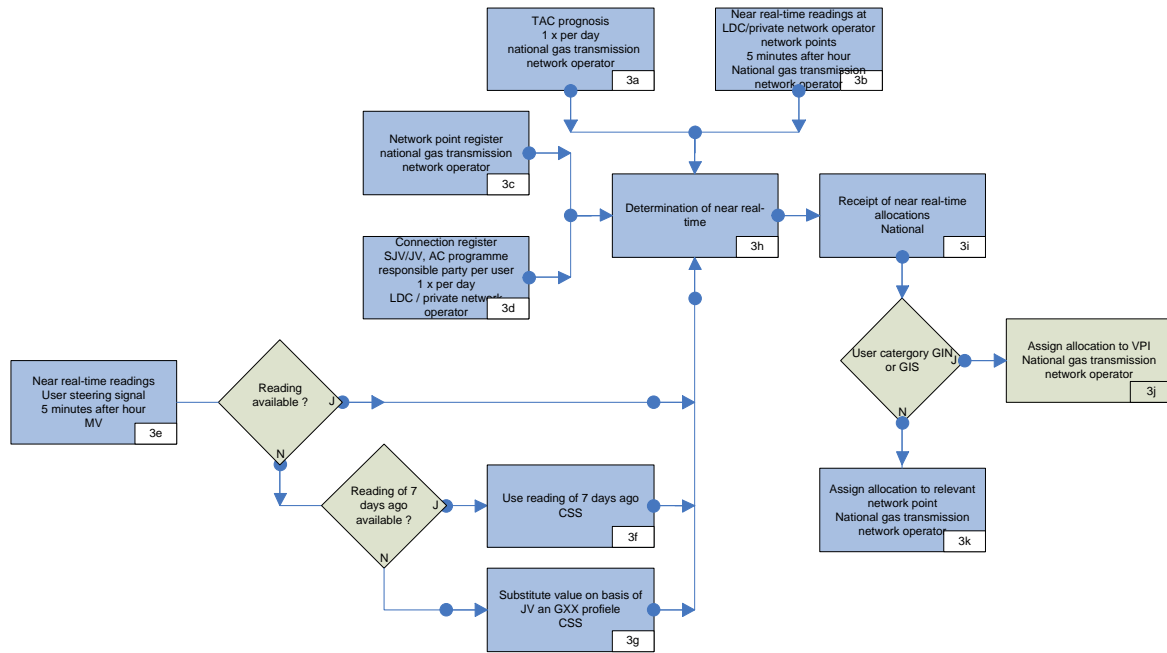 TAC prognosis
1 x per day
national gas transmission
network operator
3a
Near real-time readings at
LDC/private network operator
network points
5 minutes after hour
National gas transmission
network operator
3b
Network point register
national gas transmission
network operator
3c
Determination of near real-
time
3h
Receipt of near real-time
allocations
National
3i
Connection register
SJV/JV, AC programme
responsible party per user
1 x per day
LDC / private network
operator
3d
User catergory GIN
or GIS
J
N
Assign allocation to VPI
National gas transmission
network operator
3j
Near real-time readings
User steering signal
5 minutes after hour
MV
3e
Reading
available ?
J
N
Reading of 7
days ago
available ?
J
N
Use reading of 7 days ago
CSS
3f
Assign allocation to relevant
network point
National gas transmission
network operator
3k
Substitute value on basis of
JV an GXX profiele
CSS
3g